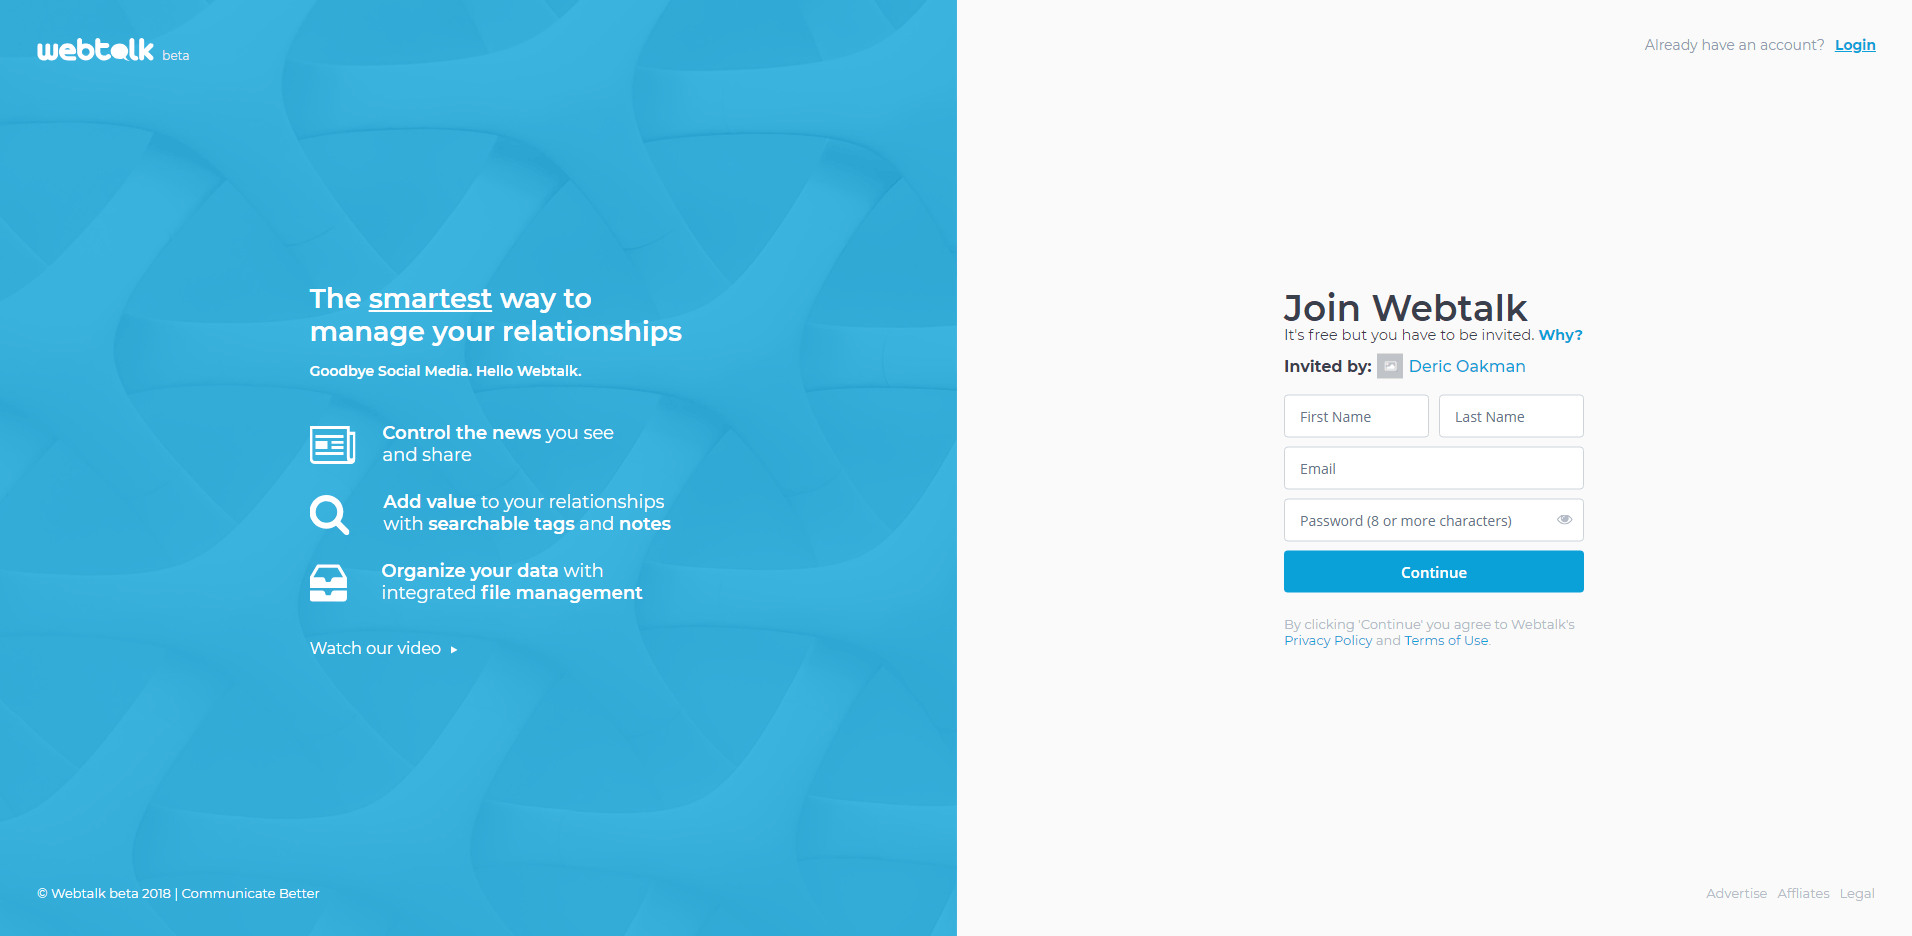 webtalk beta
Already have an account? Login
The smartest way to
manage your relationships
Goodbye Social Media. Hello Webtalk.
Control the news you see
and share
Add value to your relationships
with searchable tags and notes
Organize your data with
integrated file management
Watch our video
Join Webtalk
It's free but you have to be invited. Why?
Invited by: Deric Oakman
First Name Last Name
Email
Password (8 or more characters)
Continue
By clicking 'Continue' you agree to Webtalk's
Privacy Policy and Terms of Use.
© Webtalk beta 2018 | Communicate Better
Advertise Affliates Legal